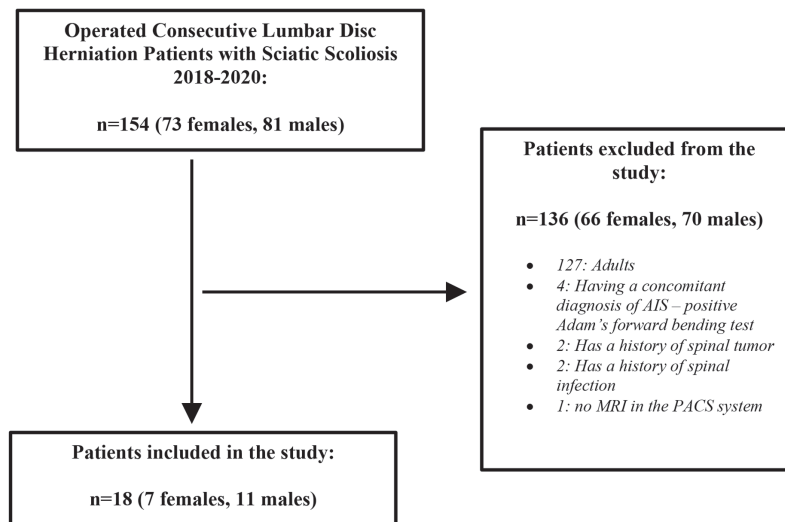 Operated Consecutive Lumbar Disc
Herniation Patients with Sciatic Scoliosis
2018-2020:
n=154 (73 females, 81 males)
Patients excluded from the
study:
n=136 (66 females, 70 males)
• 127: Adults
• 4: Having a concomitant
diagnosis of AIS – positive
Adam's forward bending test
• 2: Has a history of spinal tumor
• 2: Has a history of spinal
infection
• 1: no MRI in the PACS system
Patients included in the study:
n=18 (7 females, 11 males)